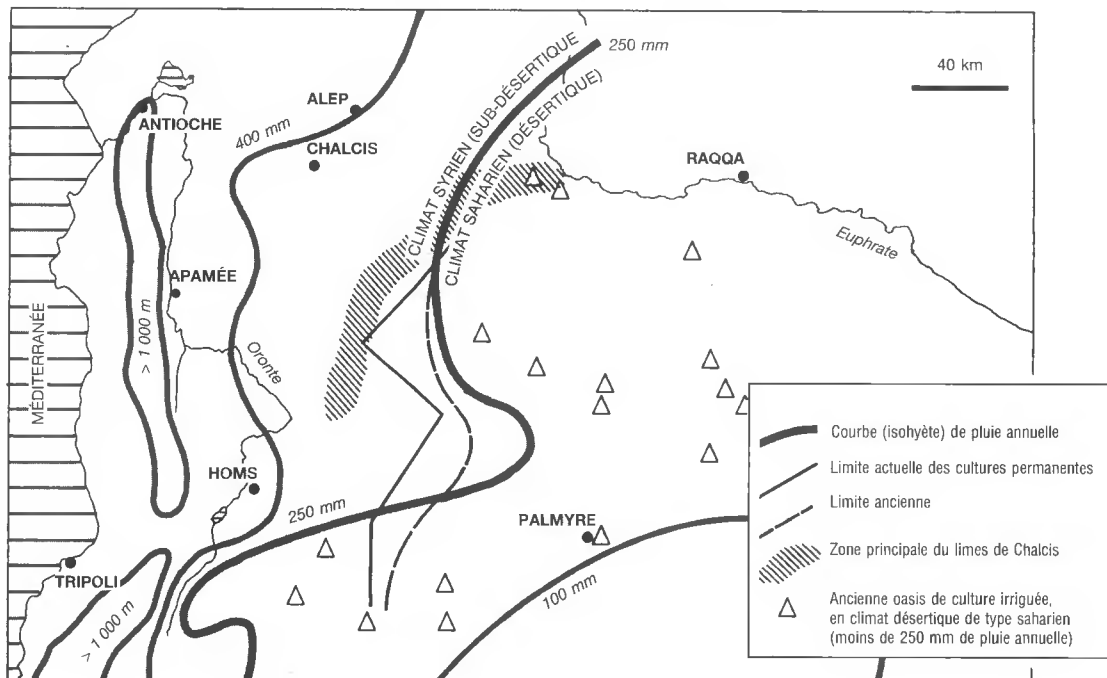 250 mm
40 km
CLIMAT SYRIEN (SUB-DÉSERTIQUE)
CLIMAT SAHARIEN (DÉSERTIQUE)
ALEP
ANTIOCHE
400 mm
CHALCIS
RAQQA
Euphrate
APAMÉE
MÉDITERRANÉE
> 1 000 m
Oronte
HOMS
250 mm
PALMYRE
TRIPOLI
> 1 000 m
100 mm
Courbe (isohyète) de pluie annuelle
Limite actuelle des cultures permanentes
Limite ancienne
Zone principale du limes de Chalcis
Ancienne oasis de culture irriguée,
en climat désertique de type saharien
(moins de 250 mm de pluie annuelle)